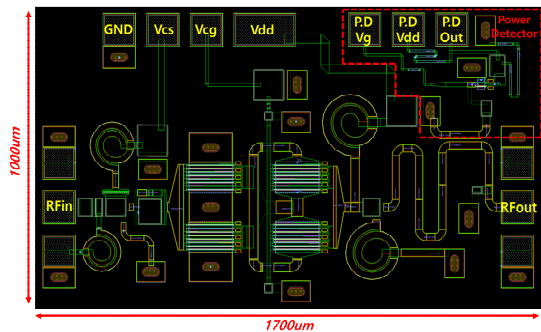 GND
Vcs
Vcg
Vdd
P.D
Vg
P.D
Vdd
P.D
Out
Power
Detector
1000um
RFin
RFout
1700um